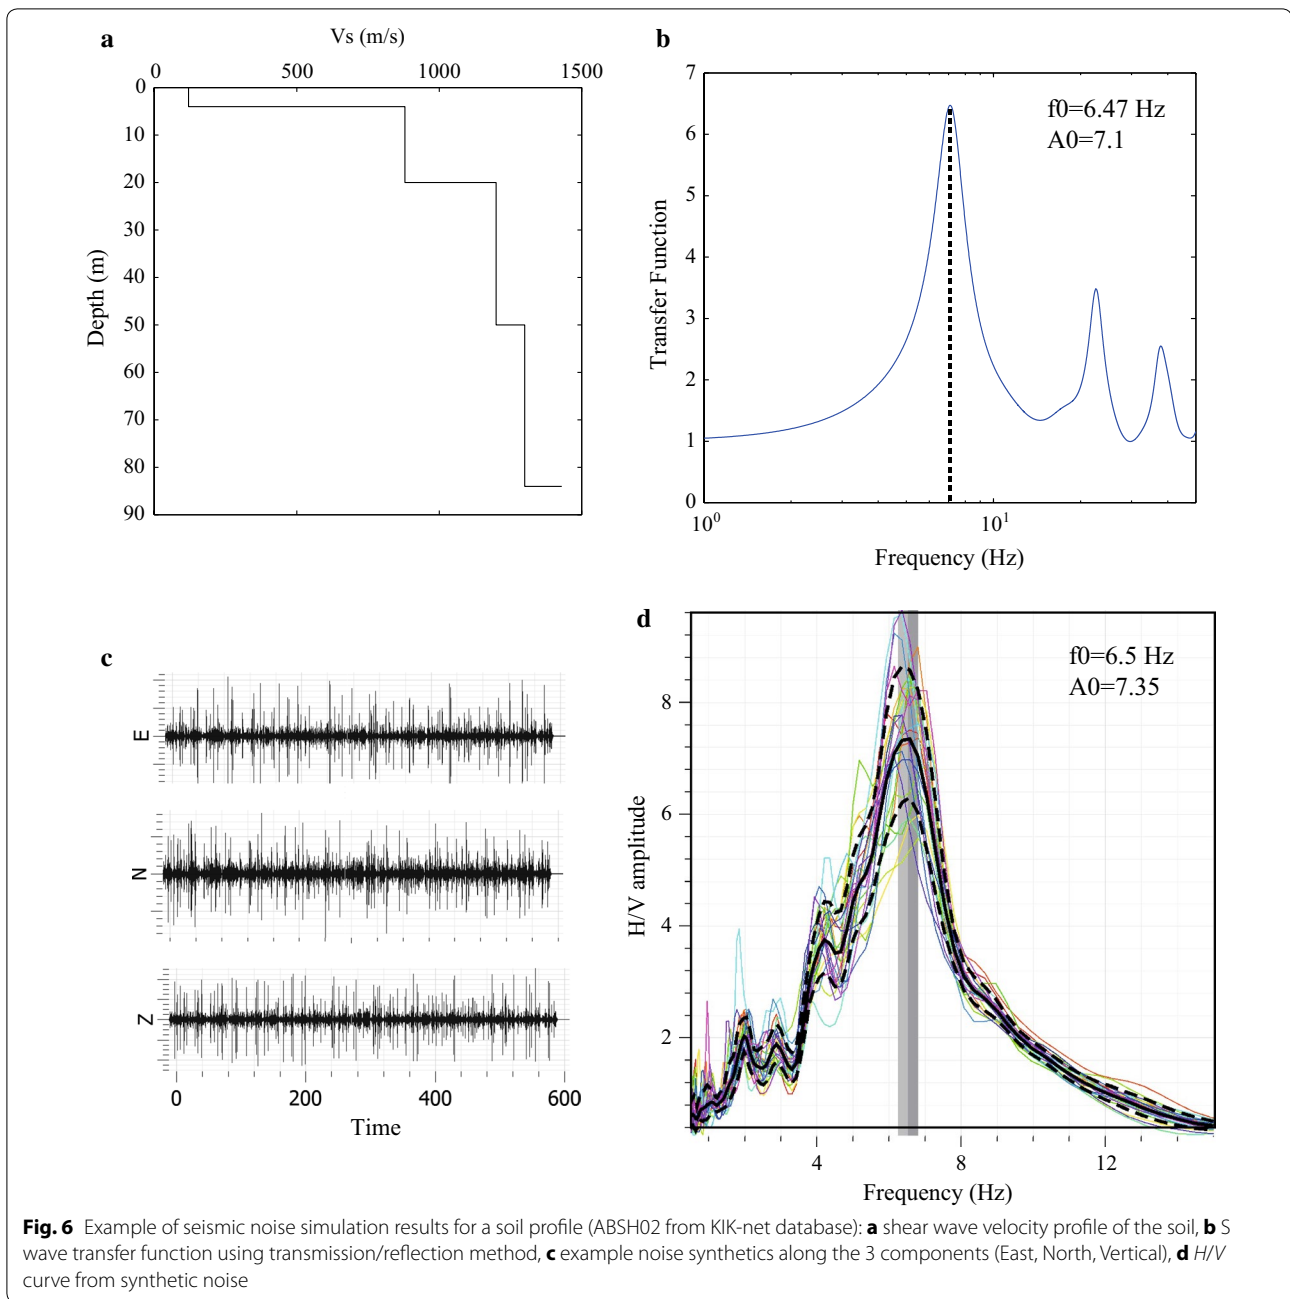 a
Vs (m/s)
0 500 1000 1500
0
10
20
30
40
50
60
70
80
90
Depth (m)
b
7
6
5
4
3
2
1
0
Transfer Function
f0=6.47 Hz
A0=7.1
10⁰ 10¹
Frequency (Hz)
c
E
N
Z
0 200 400 600
Time
d
8
6
4
2
H/V amplitude
f0=6.5 Hz
A0=7.35
4 8 12
Frequency (Hz)
Fig. 6 Example of seismic noise simulation results for a soil profile (ABSH02 from KIK-net database): a shear wave velocity profile of the soil, b S
wave transfer function using transmission/reflection method, c example noise synthetics along the 3 components (East, North, Vertical), d H/V
curve from synthetic noise